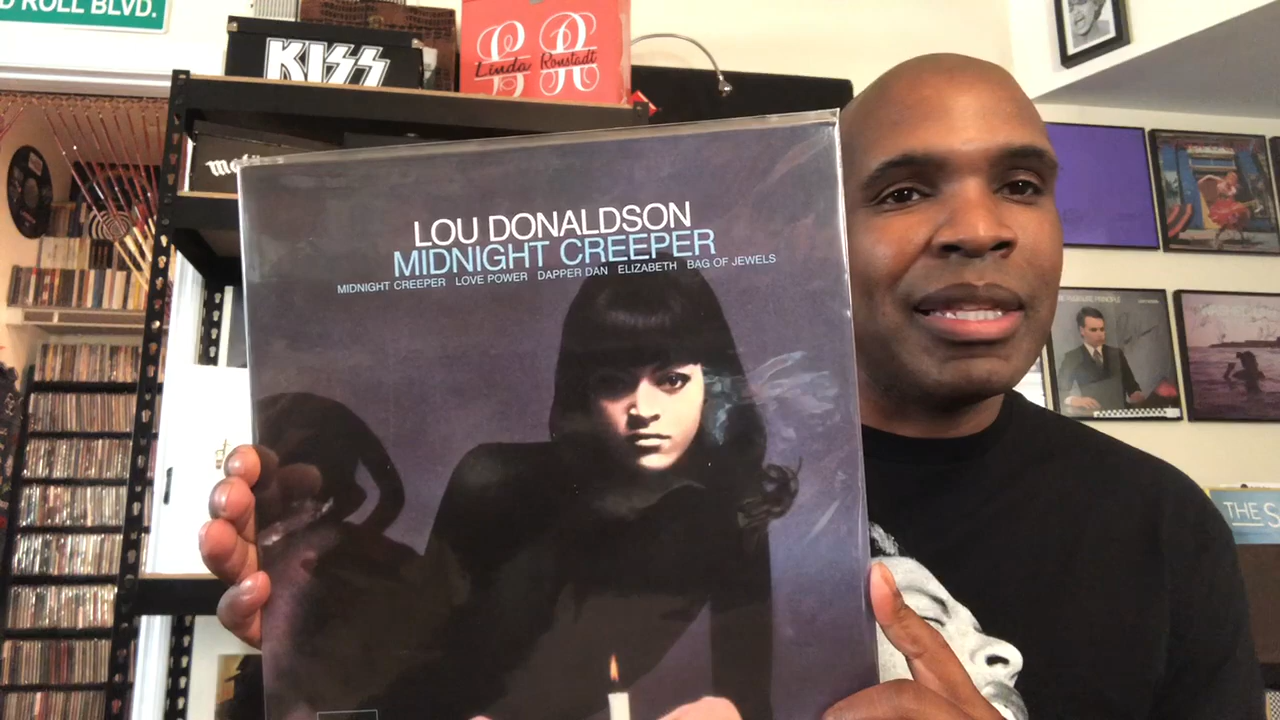 D ROLL BLVD.
KISS
Linda Ronstadt
LOU DONALDSON
MIDNIGHT CREEPER
MIDNIGHT CREEPER LOVE POWER DAPPER DAN ELIZABETH BAG OF JEWELS
THE S